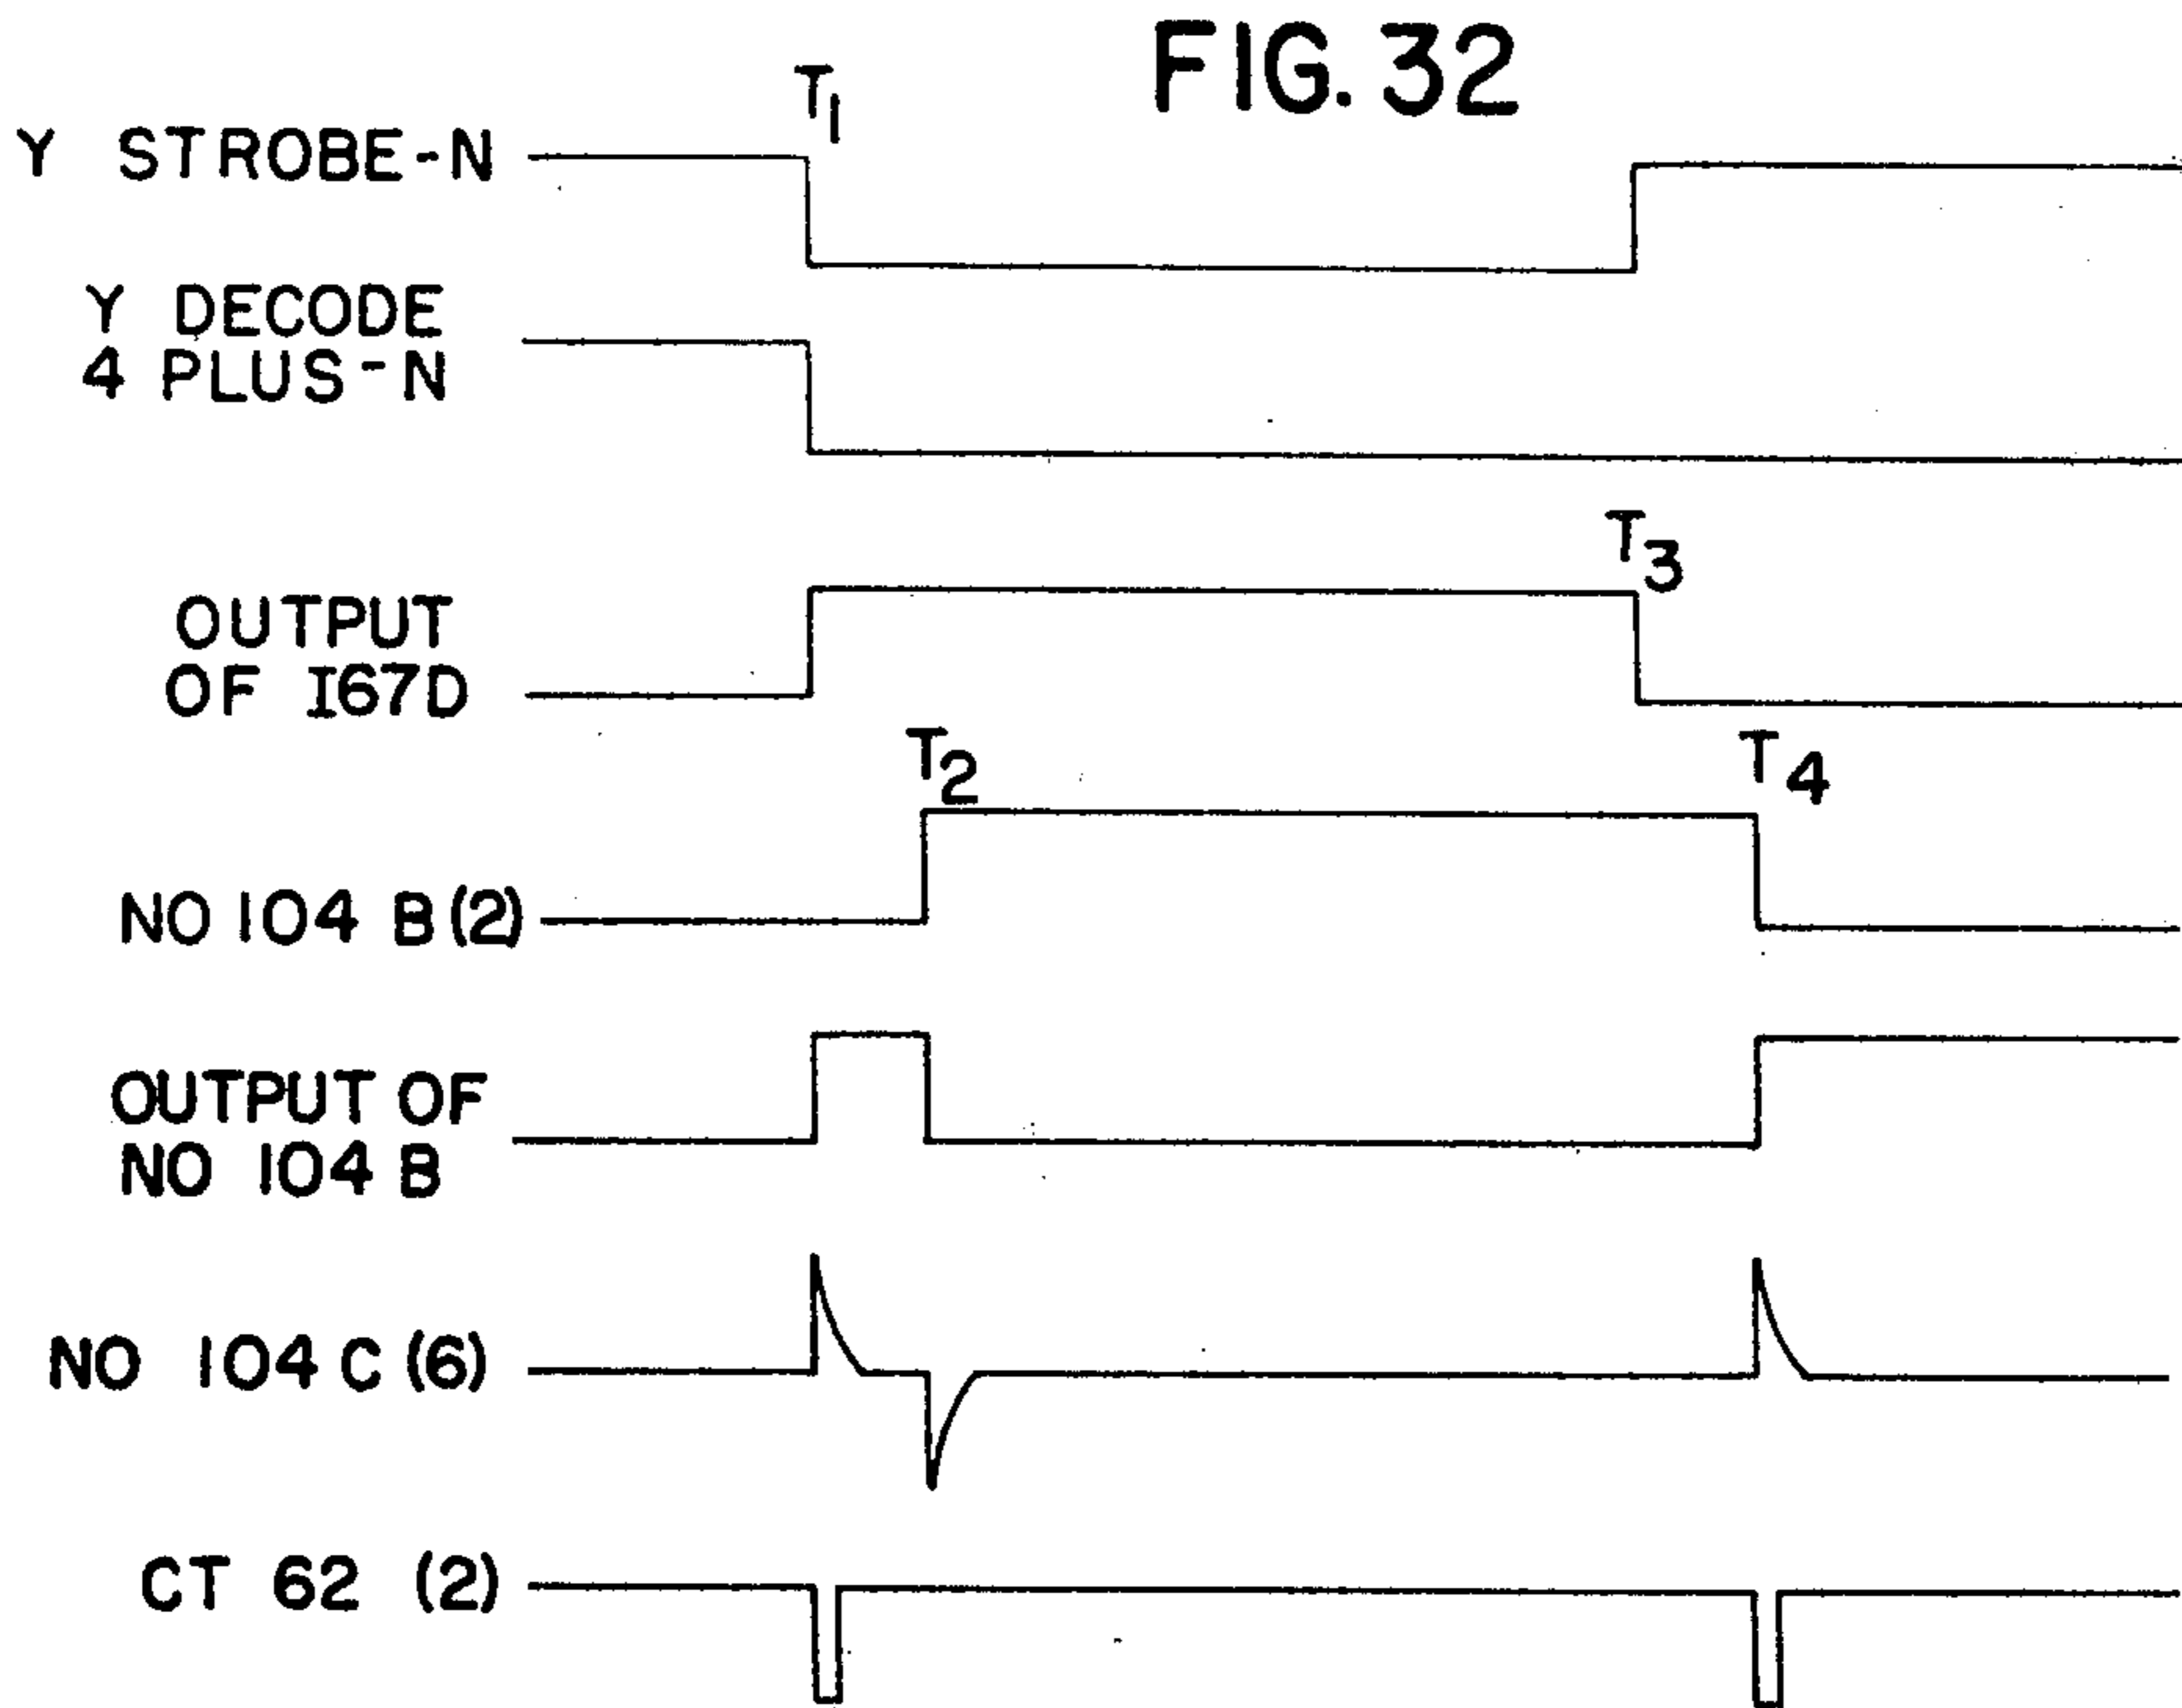 FIG. 32
T1
Y STROBE-N
Y DECODE
4 PLUS-N
T3
OUTPUT
OF I67D
T2
T4
NO 104 B (2)
OUTPUT OF
NO 104 B
NO 104 C (6)
CT 62 (2)